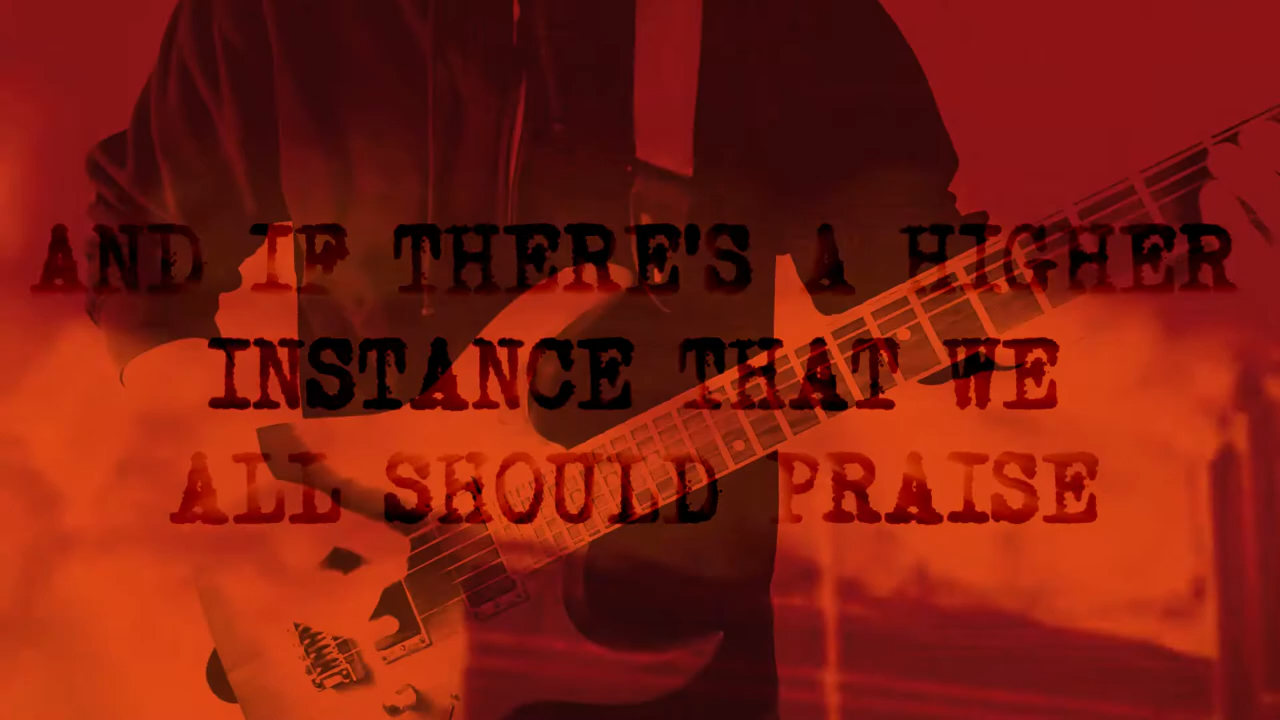 AND IF THERE'S A HIGHER
INSTANCE THAT WE
ALL SHOULD PRAISE